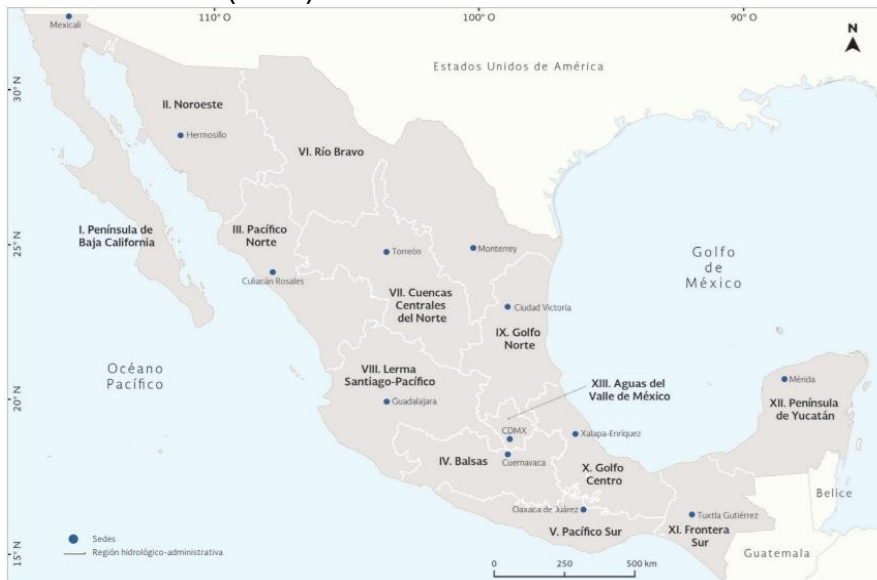 110° O
100° O
90° O
Mexicali
N
Estados Unidos de América
30° N
II. Noroeste
Hermosillo
VI. Río Bravo
I. Península de
Baja California
III. Pacífico
Norte
25° N
Torreón
Monterrey
Golfo
de
México
Culiacán Rosales
VII. Cuencas
Centrales
del Norte
Ciudad Victoria
IX. Golfo
Norte
Océano
Pacífico
VIII. Lerma
Santiago-Pacífico
XIII. Aguas del
Valle de México
Mérida
XII. Península
de Yucatán
20° N
Guadalajara
CDMX
Xalapa-Enríquez
IV. Balsas
Cuernavaca
X. Golfo
Centro
Belice
Oaxaca de Juárez
Tuxtla Gutiérrez
V. Pacífico Sur
XI. Frontera
Sur
Guatemala
Sedes
Región hidrológico-administrativa
15° N
0
250
500 km